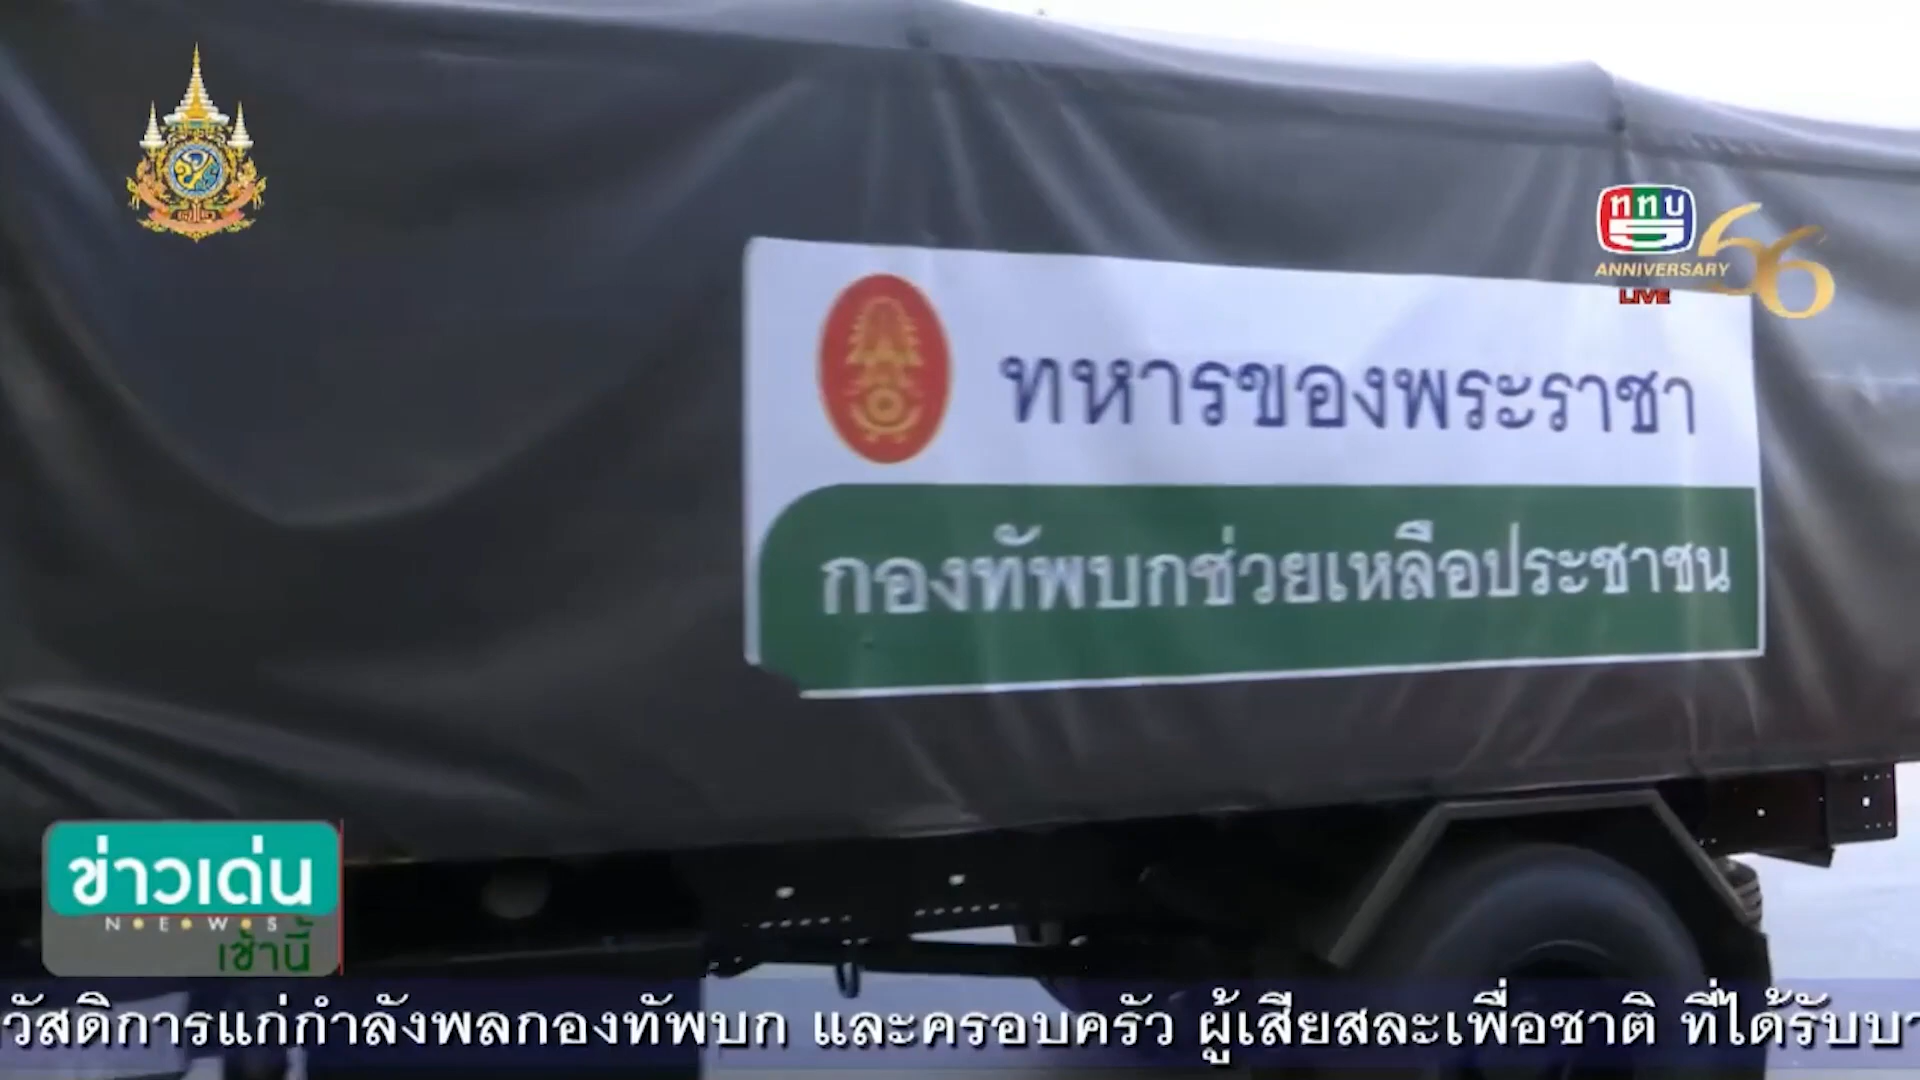 ททบ
5
ANNIVERSARY 66
LIVE
ทหารของพระราชา
กองทัพบกช่วยเหลือประชาชน
ข่าวเด่น
NEWS
เช้านี้
วัสดิการแก่กำลังพลกองทัพบก และครอบครัว ผู้เสียสละเพื่อชาติ ที่ได้รับบา